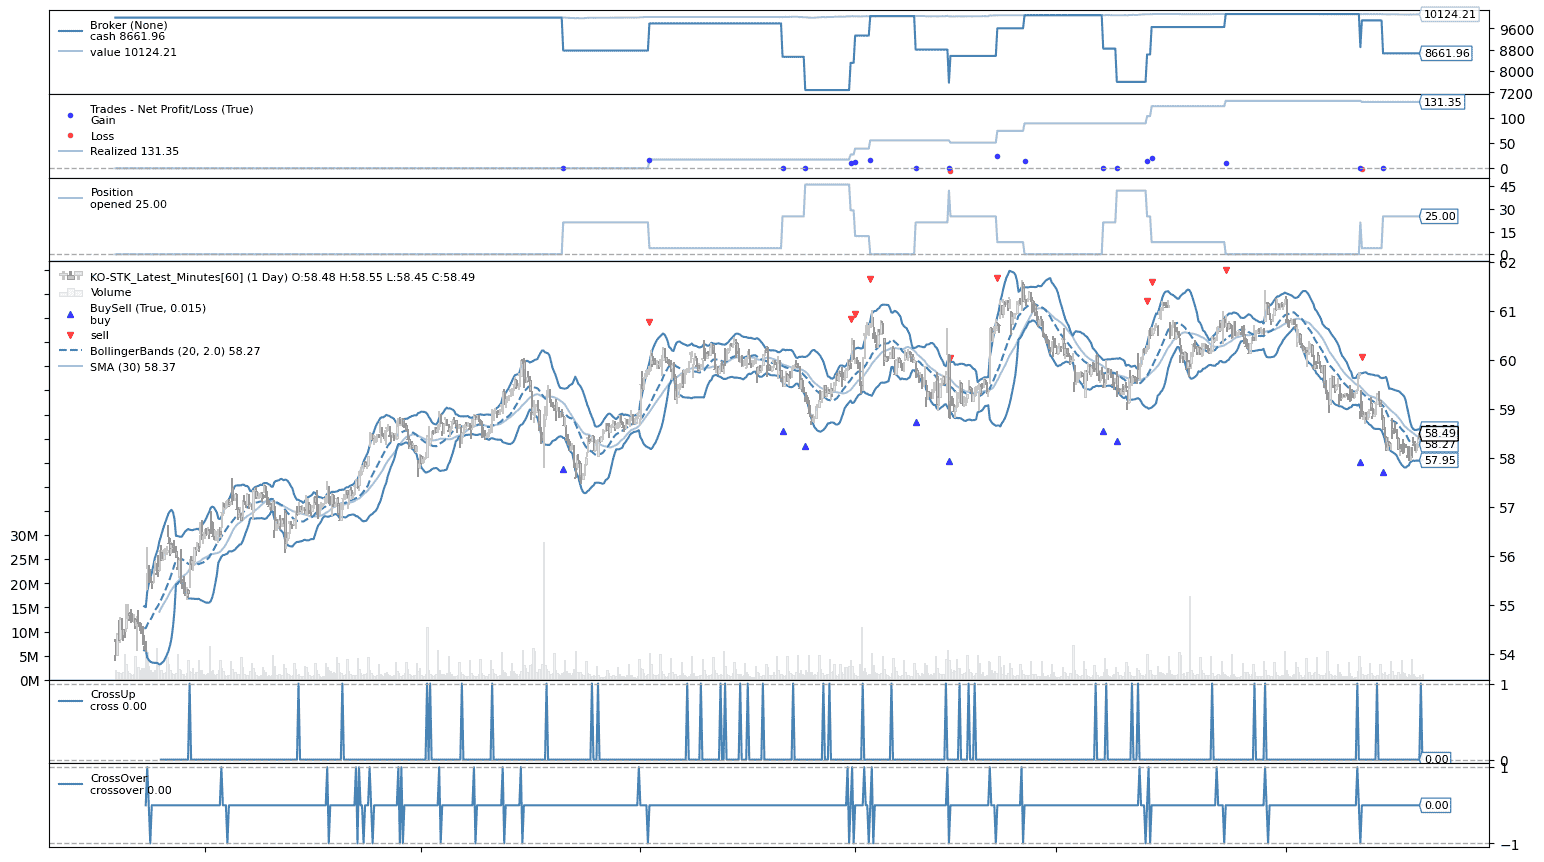 Broker (None)
cash 8661.96
value 10124.21
10124.21
9600
8800
8661.96
8000
7200
Trades - Net Profit/Loss (True)
Gain
Loss
Realized 131.35
131.35
100
50
0
Position
opened 25.00
45
30
25.00
15
0
KO-STK_Latest_Minutes[60] (1 Day) O:58.48 H:58.55 L:58.45 C:58.49
Volume
BuySell (True, 0.015)
buy
sell
BollingerBands (20, 2.0) 58.27
SMA (30) 58.37
62
61
60
59
58.49
58.27
57.95
58
57
56
55
54
30M
25M
20M
15M
10M
5M
0M
CrossUp
cross 0.00
1
0.00
0
CrossOver
crossover 0.00
1
0.00
−1